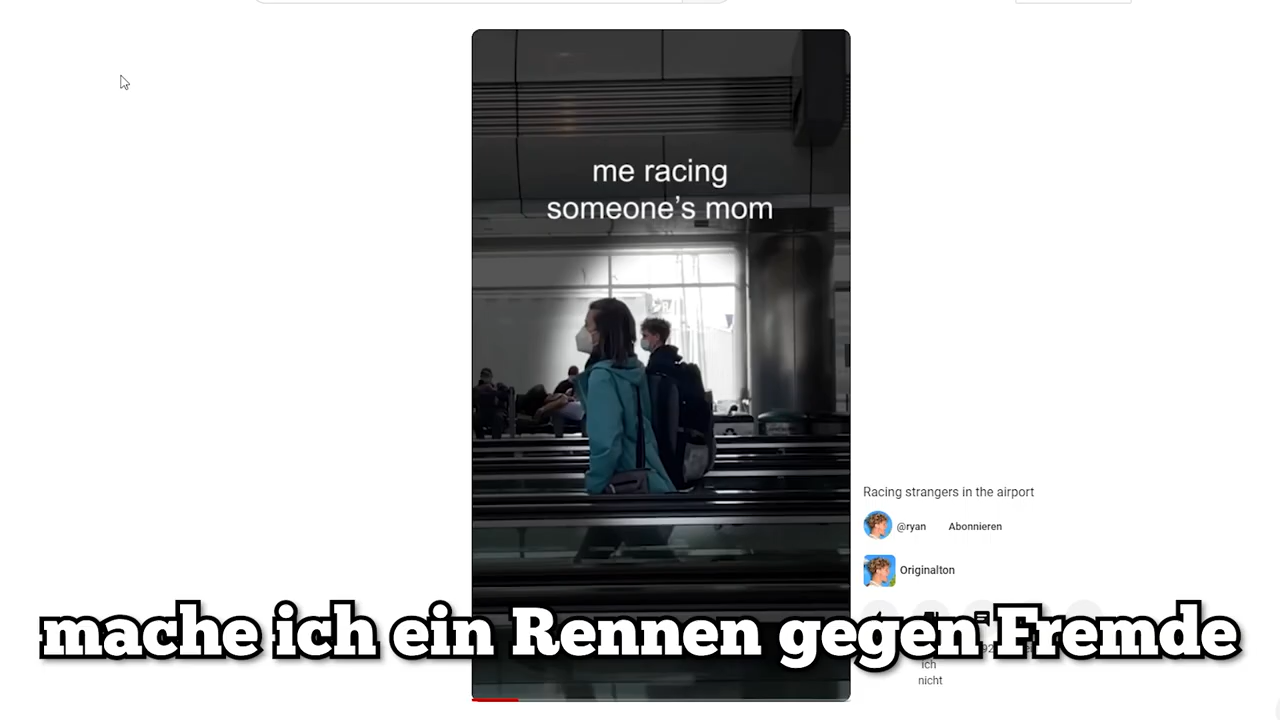 me racing
someone's mom
Racing strangers in the airport
@ryan Abonnieren
Originalton
mache ich ein Rennen gegen Fremde
ich
nicht